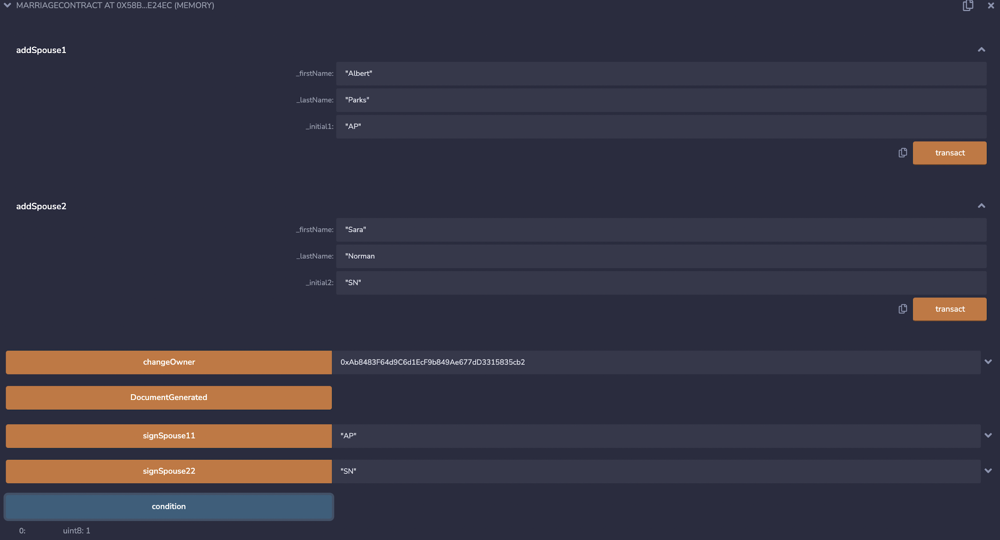 MARRIAGECONTRACT AT 0X58B...E24EC (MEMORY)
addSpouse1
_firstName: "Albert"
_lastName: "Parks"
_initial1: "AP"
transact
addSpouse2
_firstName: "Sara"
_lastName: "Norman
_initial2: "SN"
transact
changeOwner 0xAb8483F64d9C6d1EcF9b849Ae677dD3315835cb2
DocumentGenerated
signSpouse11 "AP"
signSpouse22 "SN"
condition
0: uint8: 1